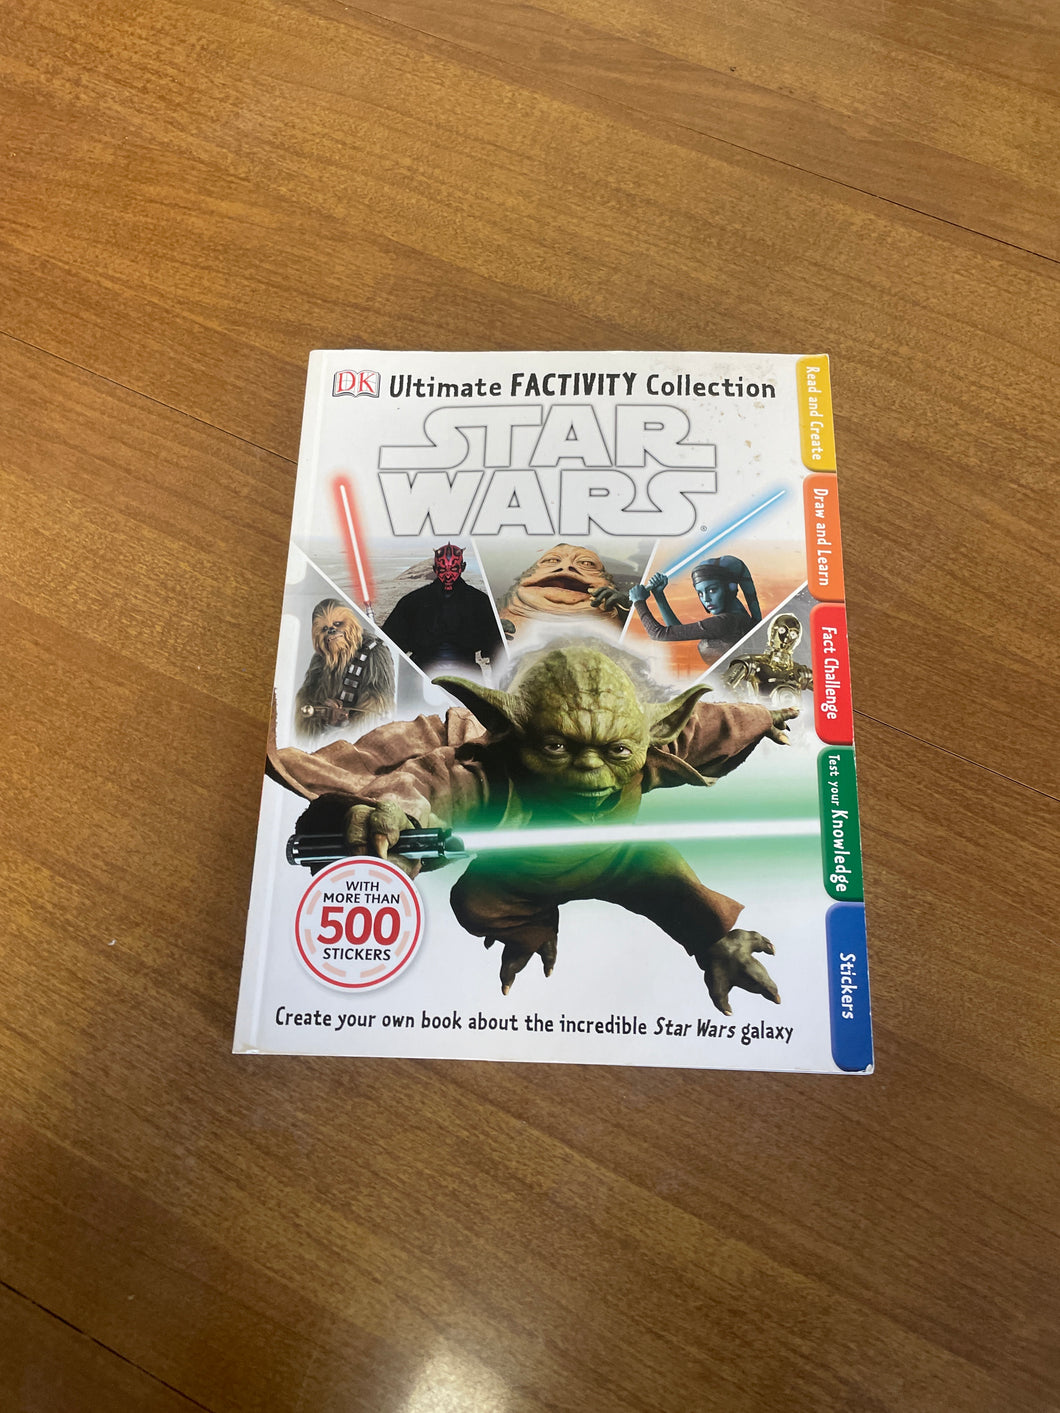 DK Ultimate FACTIVITY Collection
STAR
WARS®
WITH
MORE THAN
500
STICKERS
Create your own book about the incredible Star Wars galaxy
Read and Create
Draw and Learn
Fact Challenge
Test your Knowledge
Stickers